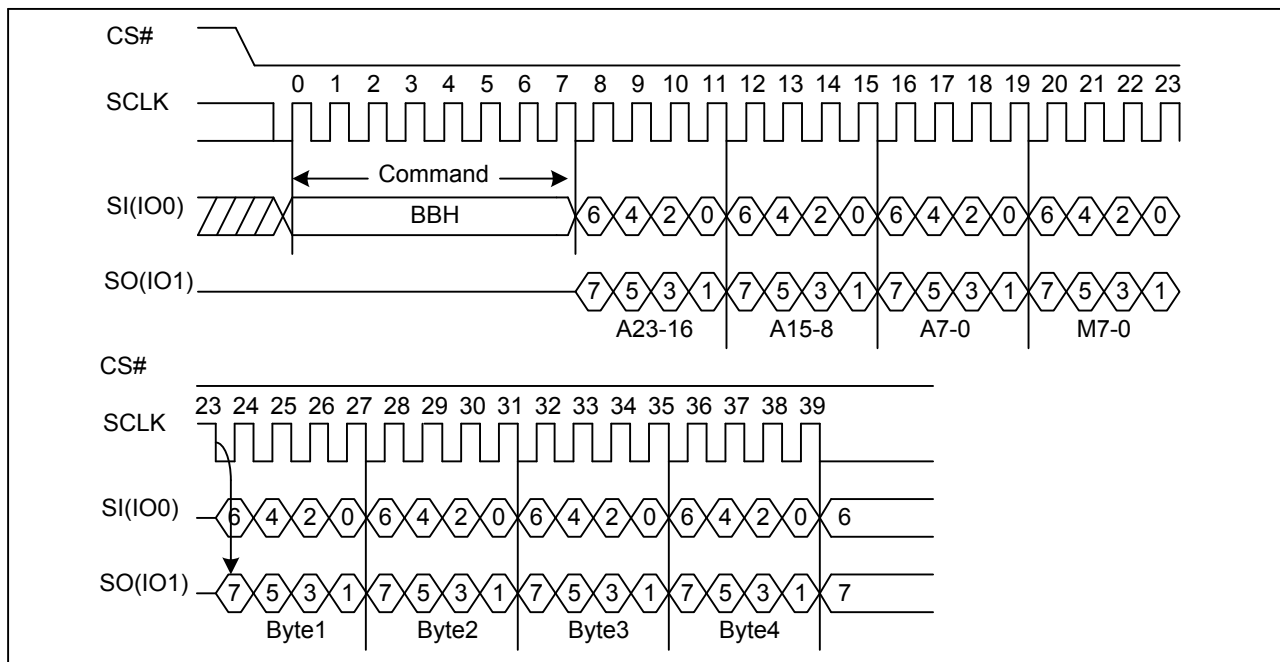 CS#
0 1 2 3 4 5 6 7 8 9 10 11 12 13 14 15 16 17 18 19 20 21 22 23
SCLK
Command
SI(IO0) BBH 6 4 2 0 6 4 2 0 6 4 2 0 6 4 2 0
SO(IO1) 7 5 3 1 7 5 3 1 7 5 3 1 7 5 3 1
A23-16 A15-8 A7-0 M7-0
CS#
23 24 25 26 27 28 29 30 31 32 33 34 35 36 37 38 39
SCLK
SI(IO0) 6 4 2 0 6 4 2 0 6 4 2 0 6 4 2 0 6
SO(IO1) 7 5 3 1 7 5 3 1 7 5 3 1 7 5 3 1 7
Byte1 Byte2 Byte3 Byte4